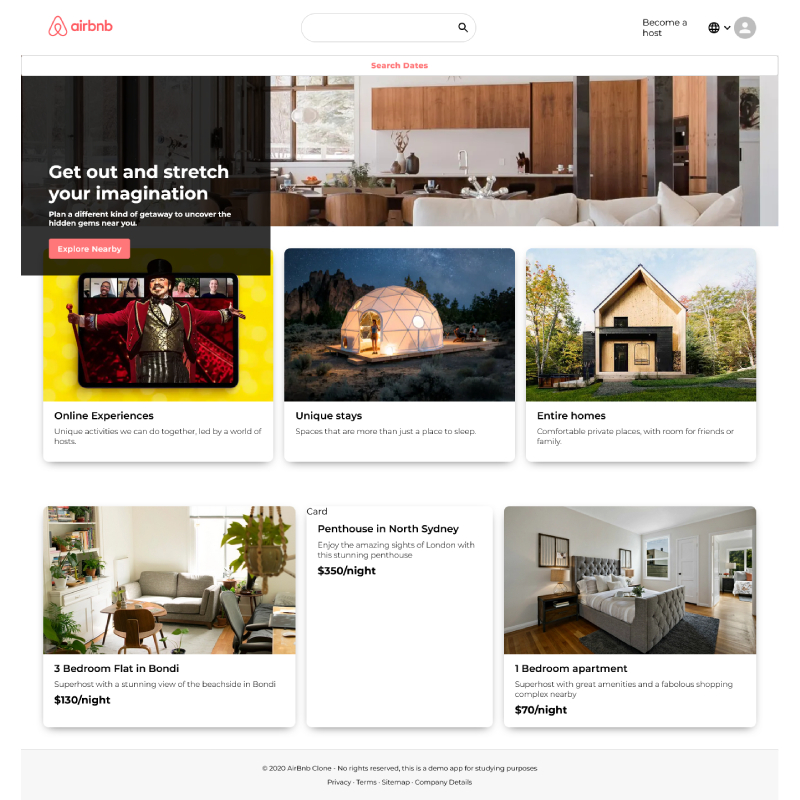 airbnb
Become a
host
Search Dates
Get out and stretch
your imagination
Plan a different kind of getaway to uncover the
hidden gems near you.
Explore Nearby
Online Experiences
Unique activities we can do together, led by a world of
hosts.
Unique stays
Spaces that are more than just a place to sleep.
Entire homes
Comfortable private places, with room for friends or
family.
3 Bedroom Flat in Bondi
Superhost with a stunning view of the beachside in Bondi
$130/night
Card
Penthouse in North Sydney
Enjoy the amazing sights of London with
this stunning penthouse
$350/night
1 Bedroom apartment
Superhost with great amenities and a fabolous shopping
complex nearby
$70/night
© 2020 AirBnb Clone - No rights reserved, this is a demo app for studying purposes
Privacy · Terms · Sitemap · Company Details